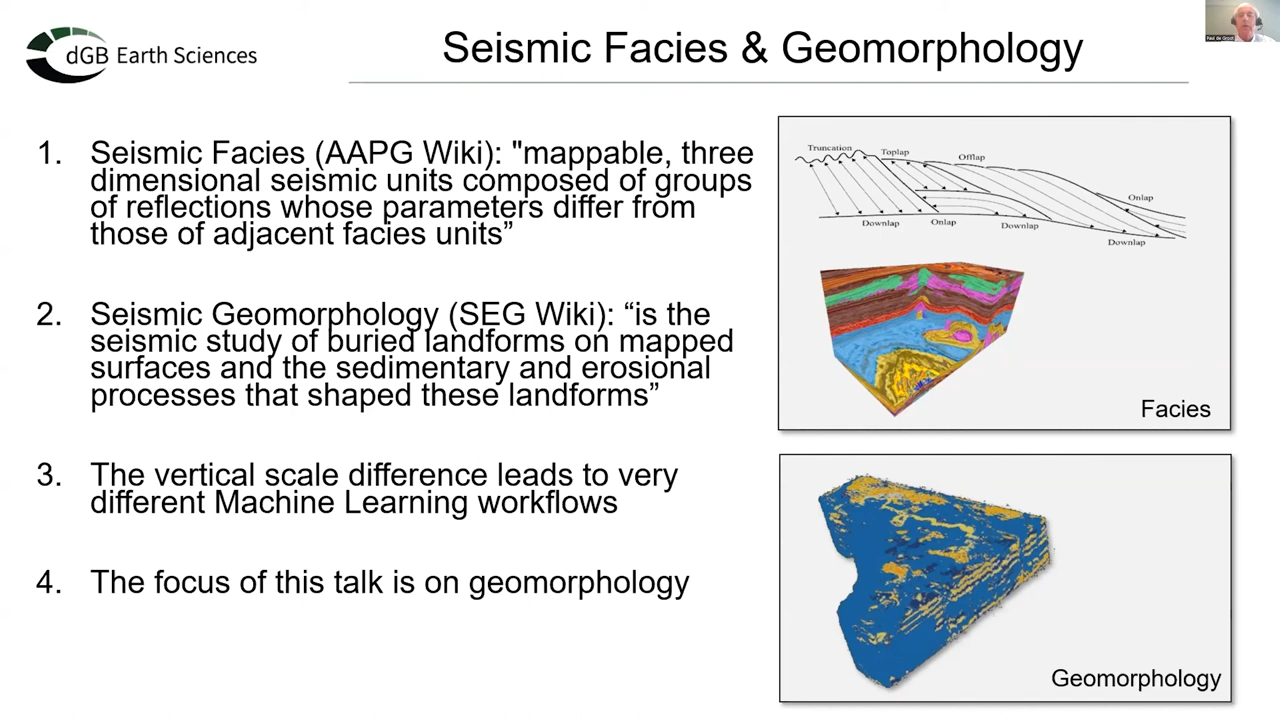 dGB Earth Sciences
Seismic Facies & Geomorphology
Paul de Groot
1. Seismic Facies (AAPG Wiki): "mappable, three
dimensional seismic units composed of groups
of reflections whose parameters differ from
those of adjacent facies units”
2. Seismic Geomorphology (SEG Wiki): “is the
seismic study of buried landforms on mapped
surfaces and the sedimentary and erosional
processes that shaped these landforms”
3. The vertical scale difference leads to very
different Machine Learning workflows
4. The focus of this talk is on geomorphology
Truncation
Toplap
Offlap
Onlap
Downlap
Onlap
Downlap
Downlap
Facies
Geomorphology